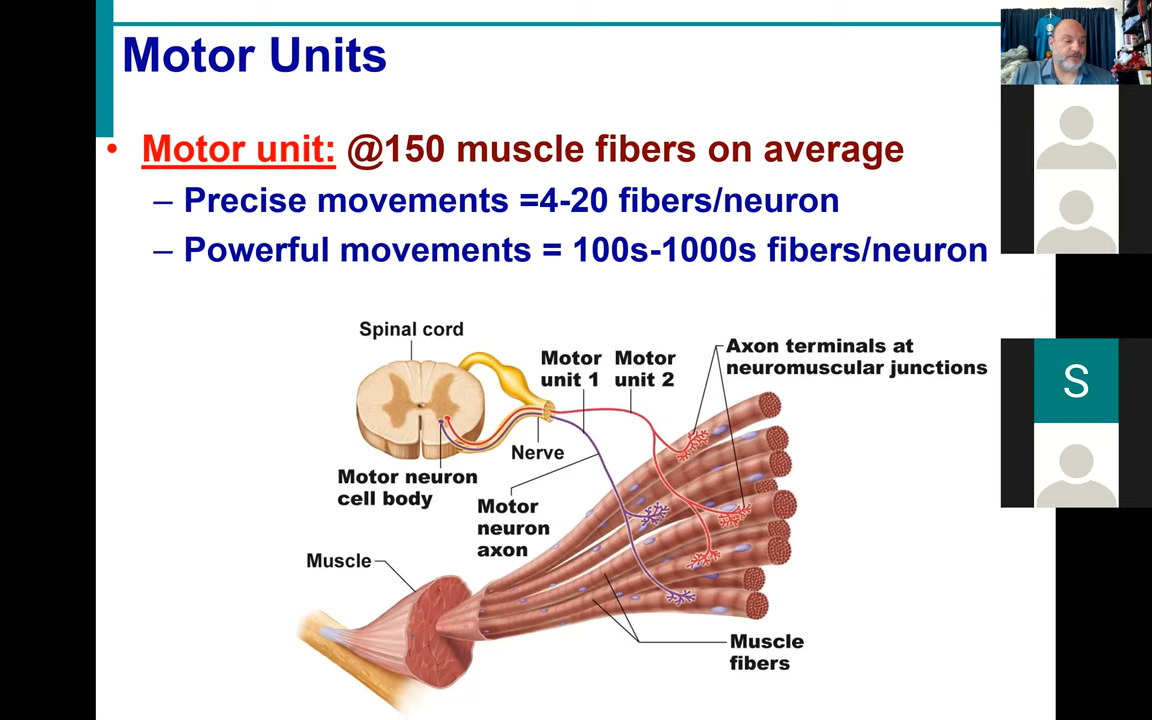 Motor Units
• Motor unit: @150 muscle fibers on average
– Precise movements =4-20 fibers/neuron
– Powerful movements = 100s-1000s fibers/neuron
Spinal cord
Motor
unit 1
Motor
unit 2
Axon terminals at
neuromuscular junctions
Nerve
Motor neuron
cell body
Motor
neuron
axon
Muscle
Muscle
fibers
S